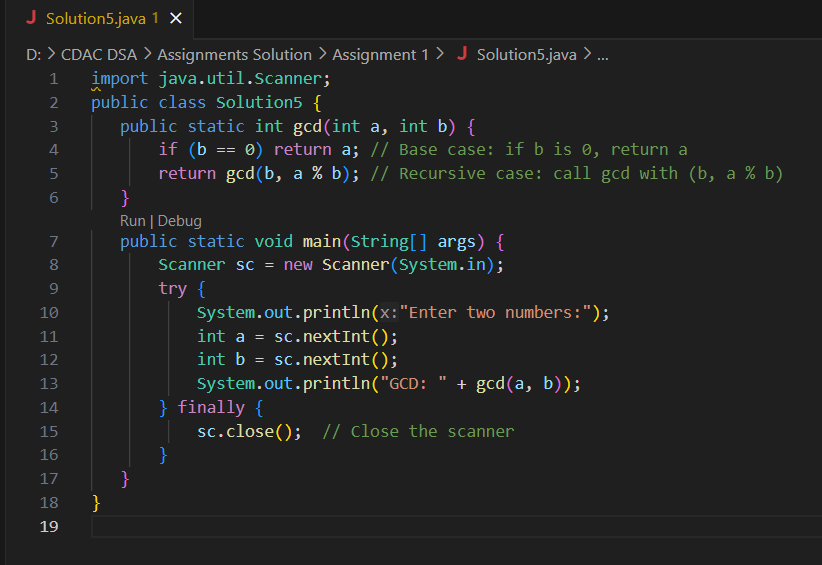 J Solution5.java 1 ×
D: > CDAC DSA > Assignments Solution > Assignment 1 > J Solution5.java > ...
1 import java.util.Scanner;
2 public class Solution5 {
3     public static int gcd(int a, int b) {
4         if (b == 0) return a; // Base case: if b is 0, return a
5         return gcd(b, a % b); // Recursive case: call gcd with (b, a % b)
6     }
Run | Debug
7     public static void main(String[] args) {
8         Scanner sc = new Scanner(System.in);
9         try {
10             System.out.println(x:"Enter two numbers:");
11             int a = sc.nextInt();
12             int b = sc.nextInt();
13             System.out.println("GCD: " + gcd(a, b));
14         } finally {
15             sc.close();  // Close the scanner
16         }
17     }
18 }
19